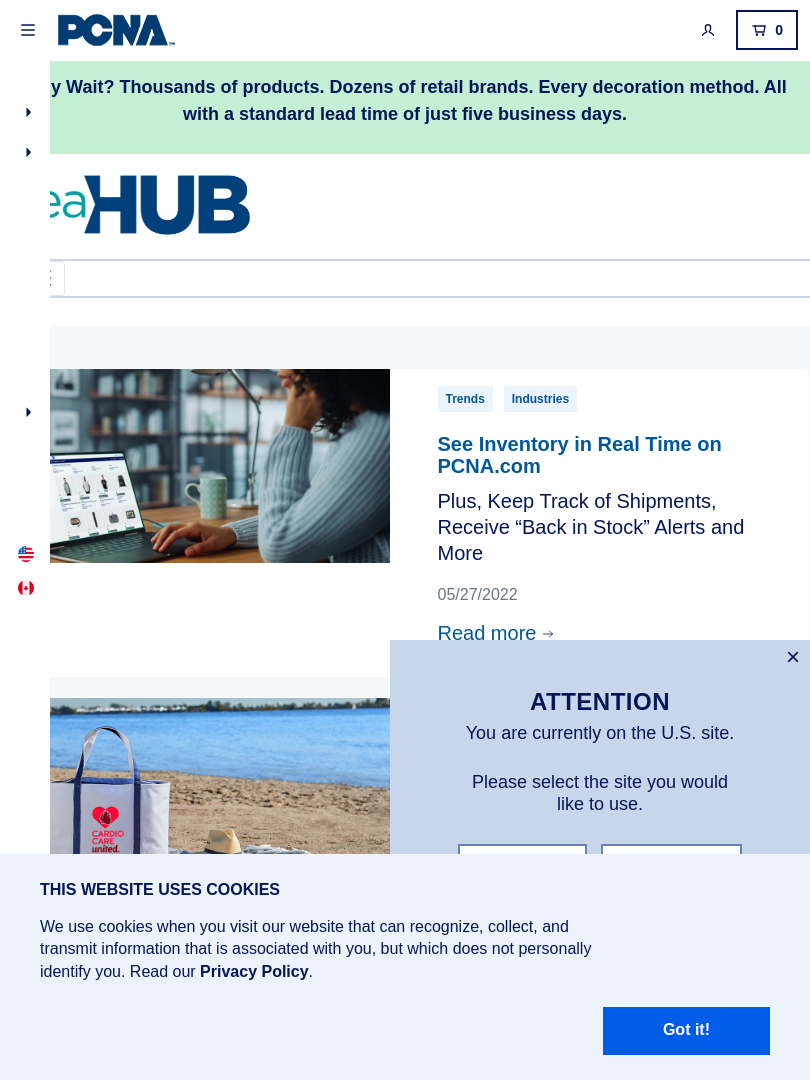 PCNA
0
y Wait? Thousands of products. Dozens of retail brands. Every decoration method. All
with a standard lead time of just five business days.
eaHUB
Trends
Industries
See Inventory in Real Time on
PCNA.com
Plus, Keep Track of Shipments,
Receive “Back in Stock” Alerts and
More
05/27/2022
Read more
ATTENTION
You are currently on the U.S. site.
Please select the site you would
like to use.
CARDIO
CARE
united.
THIS WEBSITE USES COOKIES
We use cookies when you visit our website that can recognize, collect, and
transmit information that is associated with you, but which does not personally
identify you. Read our Privacy Policy.
Got it!